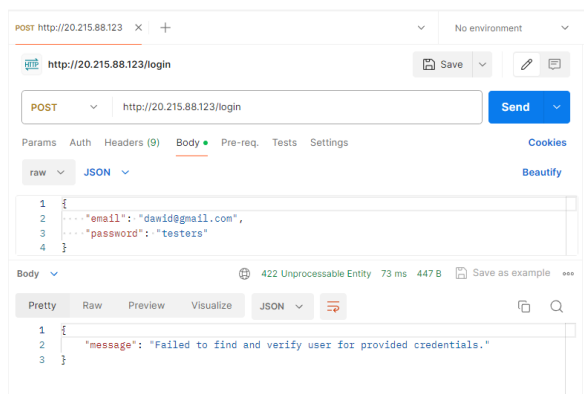 POST http://20.215.88.123
No environment
HTTP http://20.215.88.123/login
Save
POST http://20.215.88.123/login
Send
Params Auth Headers (9) Body Pre-req. Tests Settings Cookies
raw JSON Beautify
1 {
2 "email": "dawid@gmail.com",
3 "password": "testers"
4 }
Body 422 Unprocessable Entity 73 ms 447 B Save as example
Pretty Raw Preview Visualize JSON
1 {
2 "message": "Failed to find and verify user for provided credentials."
3 }